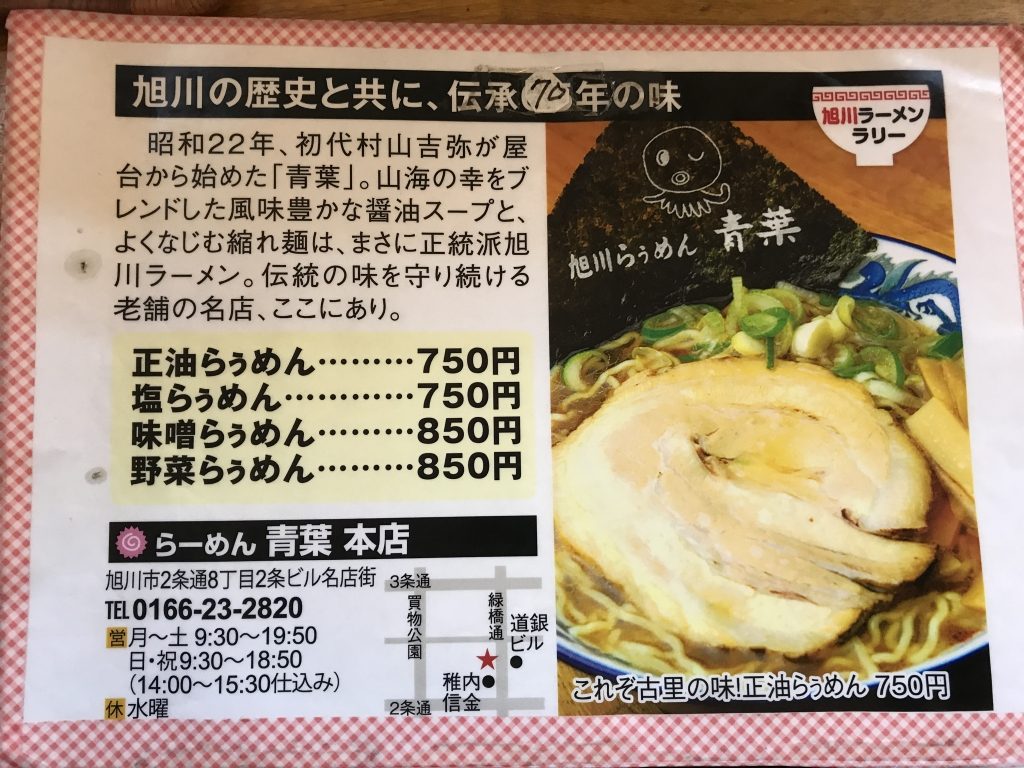 旭川の歴史と共に、伝承70年の味
旭川ラーメン
ラリー
昭和22年、初代村山吉弥が屋
台から始めた「青葉」。山海の幸をブ
レンドした風味豊かな醤油スープと、
よくなじむ縮れ麺は、まさに正統派旭
川ラーメン。伝統の味を守り続ける
老舗の名店、ここにあり。
旭川らぅめん 青葉
正油らぅめん………750円
塩らぅめん…………750円
味噌らぅめん………850円
野菜らぅめん………850円
らーめん 青葉 本店
旭川市2条通8丁目2条ビル名店街
TEL 0166-23-2820
営 月〜土 9:30〜19:50
日・祝9:30〜18:50
(14:00〜15:30仕込み)
休 水曜
3条通
買物公園
緑橋通
道銀
ビル
稚内
信金
2条通
これぞ古里の味!正油らぅめん 750円